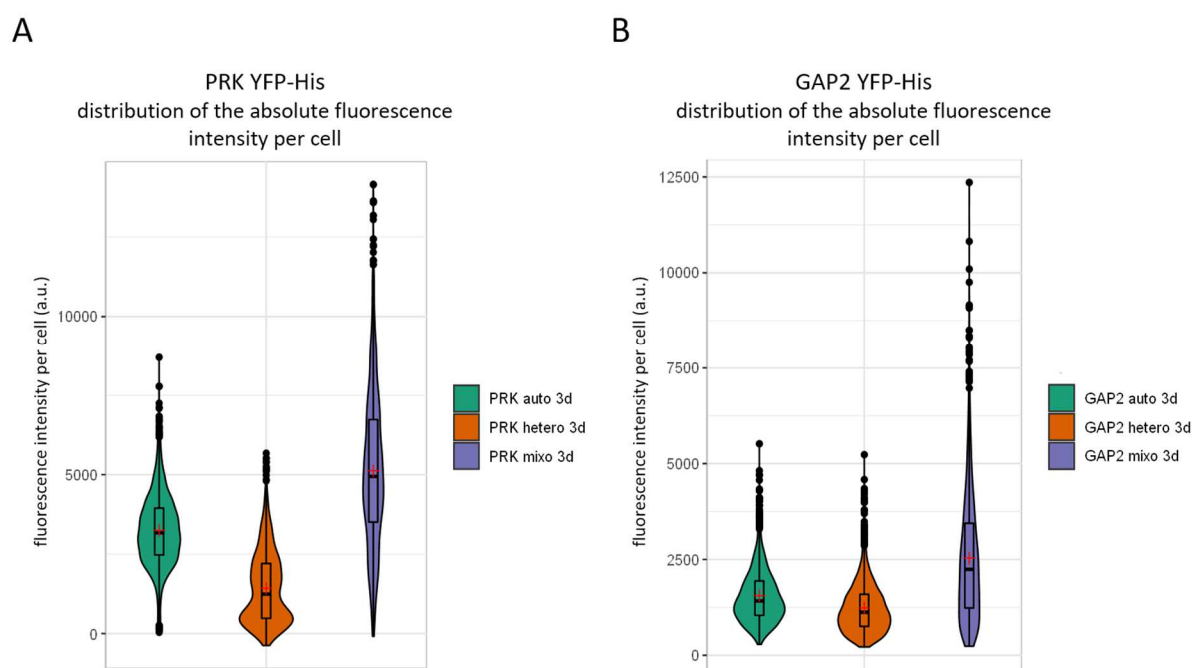 A
PRK YFP-His
distribution of the absolute fluorescence
intensity per cell
fluorescence intensity per cell (a.u.)
10000
5000
0
PRK auto 3d
PRK hetero 3d
PRK mixo 3d
B
GAP2 YFP-His
distribution of the absolute fluorescence
intensity per cell
fluorescence intensity per cell (a.u.)
12500
10000
7500
5000
2500
0
GAP2 auto 3d
GAP2 hetero 3d
GAP2 mixo 3d